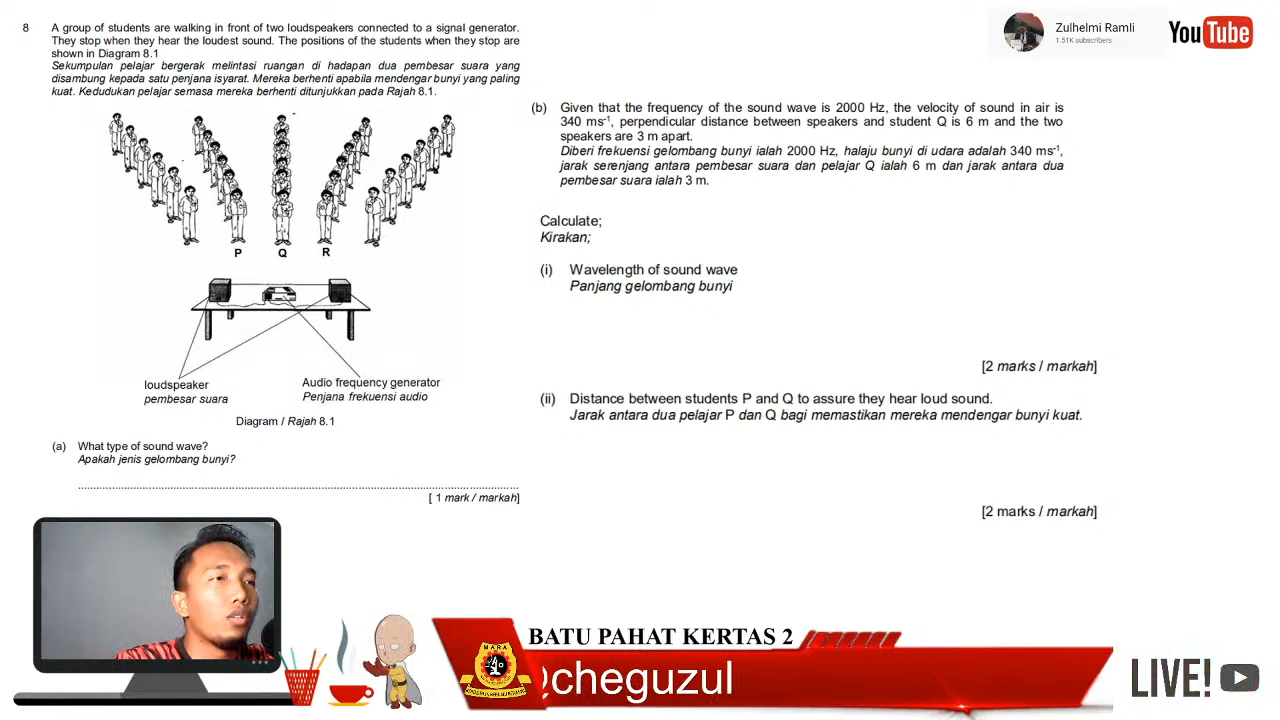 8 A group of students are walking in front of two loudspeakers connected to a signal generator.
They stop when they hear the loudest sound. The positions of the students when they stop are
shown in Diagram 8.1
Sekumpulan pelajar bergerak melintasi ruangan di hadapan dua pembesar suara yang
disambung kepada satu penjana isyarat. Mereka berhenti apabila mendengar bunyi yang paling
kuat. Kedudukan pelajar semasa mereka berhenti ditunjukkan pada Rajah 8.1.
P Q R
loudspeaker
pembesar suara
Audio frequency generator
Penjana frekuensi audio
Diagram / Rajah 8.1
(a) What type of sound wave?
Apakah jenis gelombang bunyi?
[ 1 mark / markah]
Zulhelmi Ramli
1.51K subscribers
YouTube
(b) Given that the frequency of the sound wave is 2000 Hz, the velocity of sound in air is
340 ms⁻¹, perpendicular distance between speakers and student Q is 6 m and the two
speakers are 3 m apart.
Diberi frekuensi gelombang bunyi ialah 2000 Hz, halaju bunyi di udara adalah 340 ms⁻¹,
jarak serenjang antara pembesar suara dan pelajar Q ialah 6 m dan jarak antara dua
pembesar suara ialah 3 m.
Calculate;
Kirakan;
(i) Wavelength of sound wave
Panjang gelombang bunyi
[2 marks / markah]
(ii) Distance between students P and Q to assure they hear loud sound.
Jarak antara dua pelajar P dan Q bagi memastikan mereka mendengar bunyi kuat.
[2 marks / markah]
BATU PAHAT KERTAS 2
MARA
@cheguzul
LIVE!